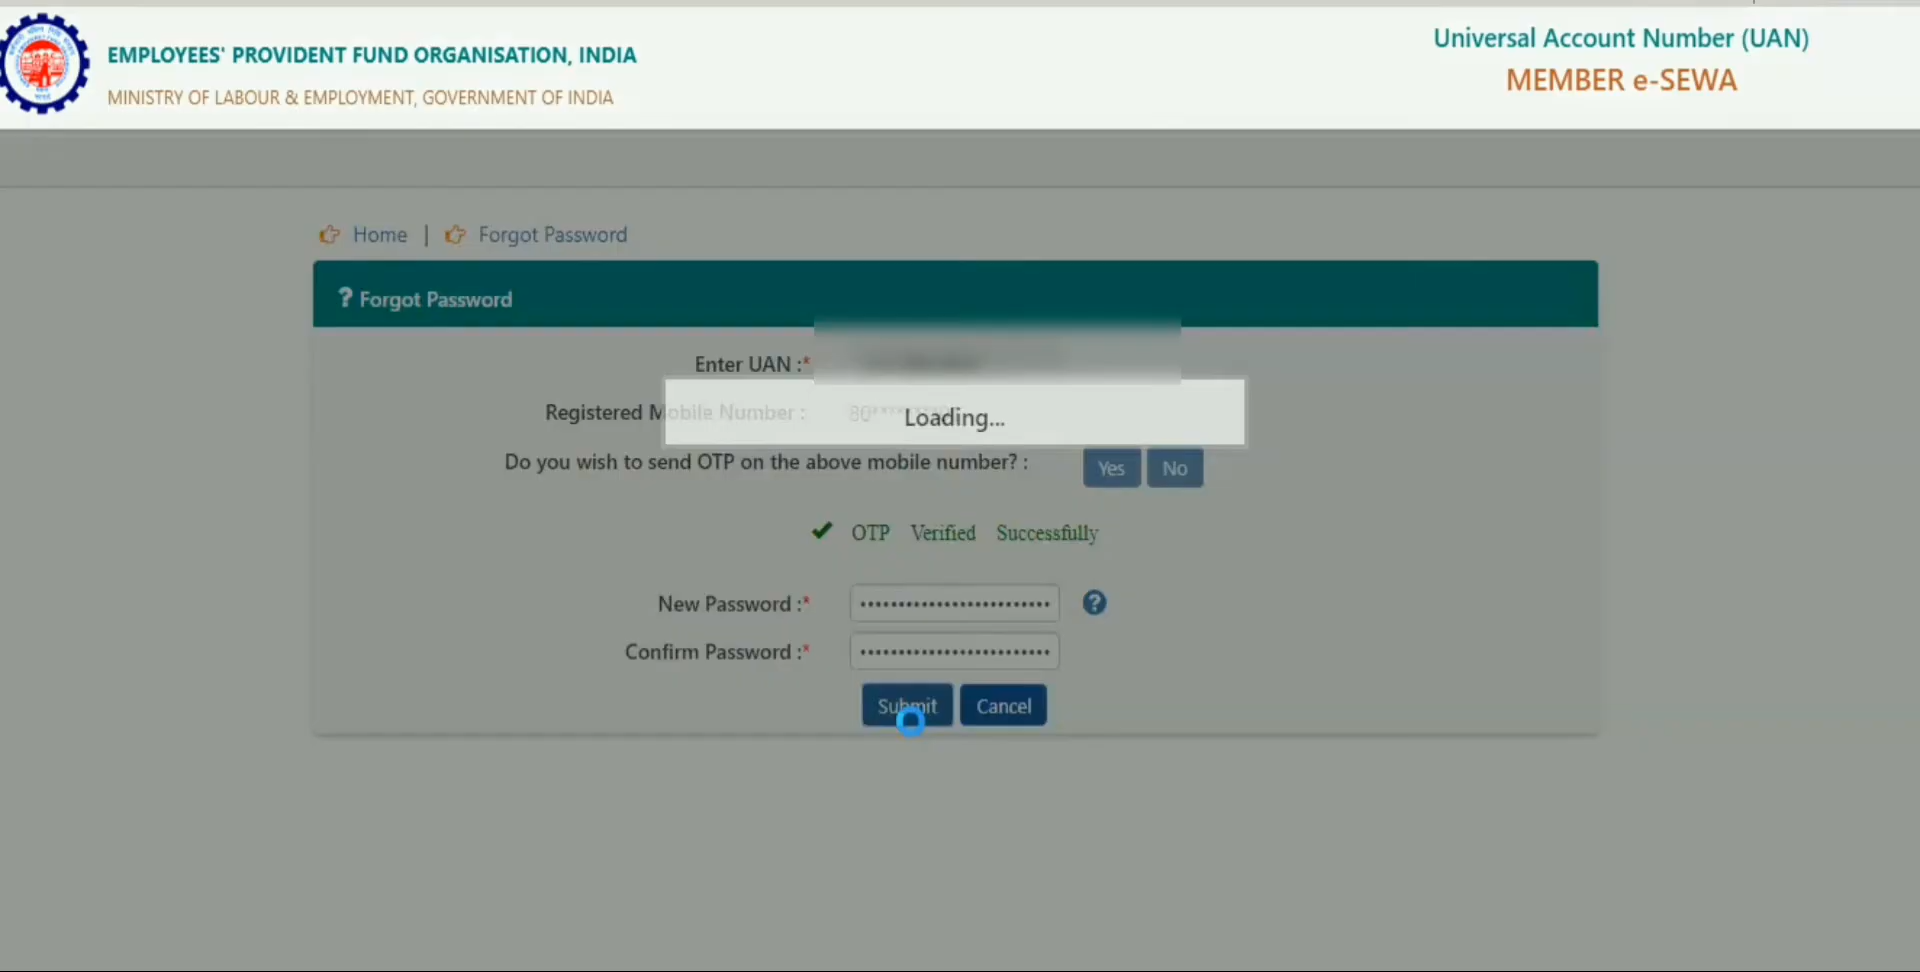 EMPLOYEES' PROVIDENT FUND ORGANISATION, INDIA
MINISTRY OF LABOUR & EMPLOYMENT, GOVERNMENT OF INDIA
Universal Account Number (UAN)
MEMBER e-SEWA
Home | Forgot Password
? Forgot Password
Enter UAN :*
Registered Mobile Number :
Loading...
Do you wish to send OTP on the above mobile number? : Yes No
✔ OTP Verified Successfully
New Password :* ?
Confirm Password :*
Submit Cancel